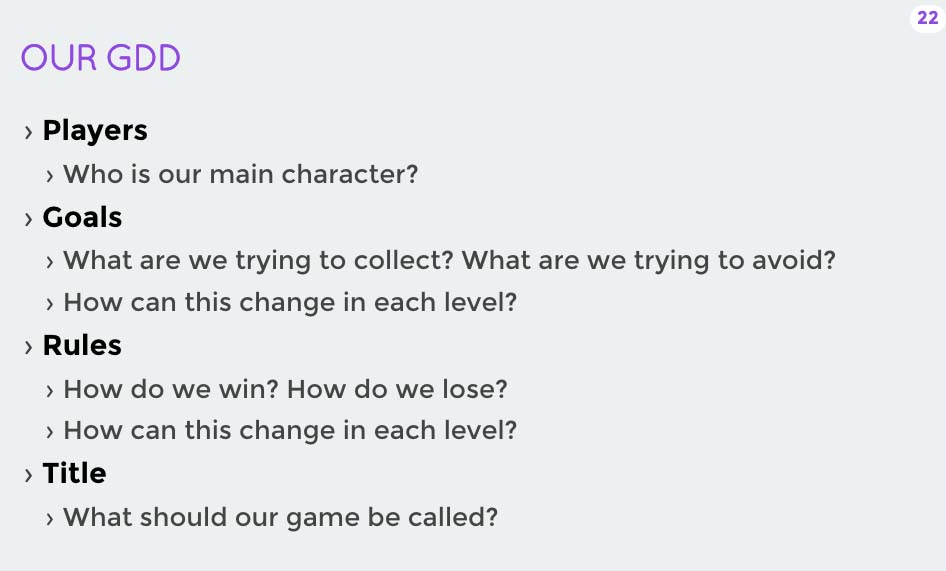 22
OUR GDD
› Players
› Who is our main character?
› Goals
› What are we trying to collect? What are we trying to avoid?
› How can this change in each level?
› Rules
› How do we win? How do we lose?
› How can this change in each level?
› Title
› What should our game be called?